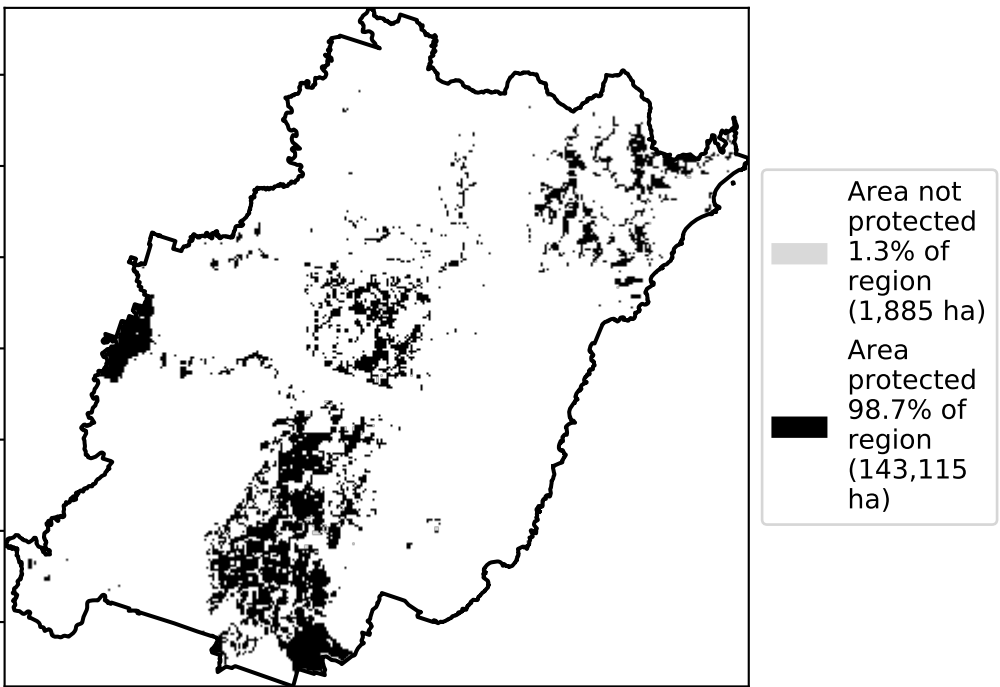 Area not
protected
1.3% of
region
(1,885 ha)
Area
protected
98.7% of
region
(143,115
ha)